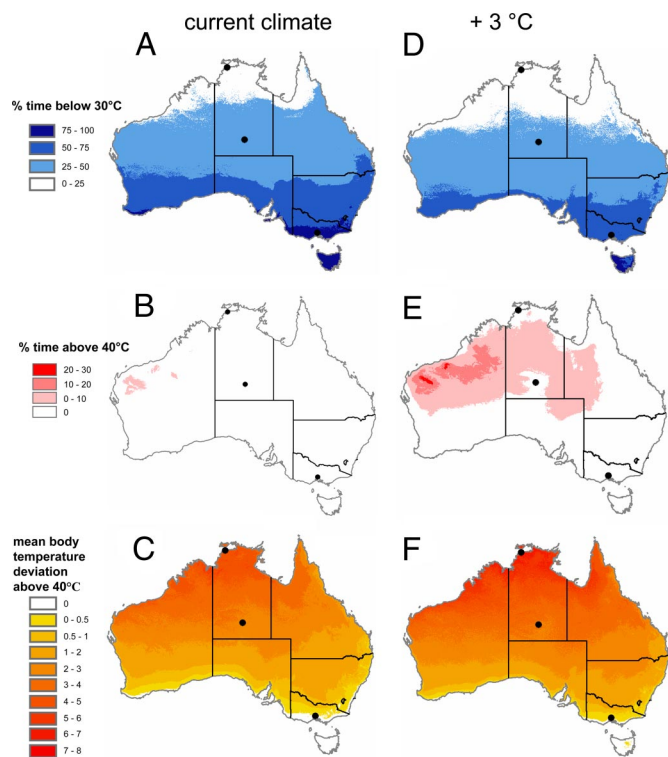 current climate
+ 3 °C
A
D
% time below 30°C
75 - 100
50 - 75
25 - 50
0 - 25
B
E
% time above 40°C
20 - 30
10 - 20
0 - 10
0
C
F
mean body
temperature
deviation
above 40°C
0
0 - 0.5
0.5 - 1
1 - 2
2 - 3
3 - 4
4 - 5
5 - 6
6 - 7
7 - 8